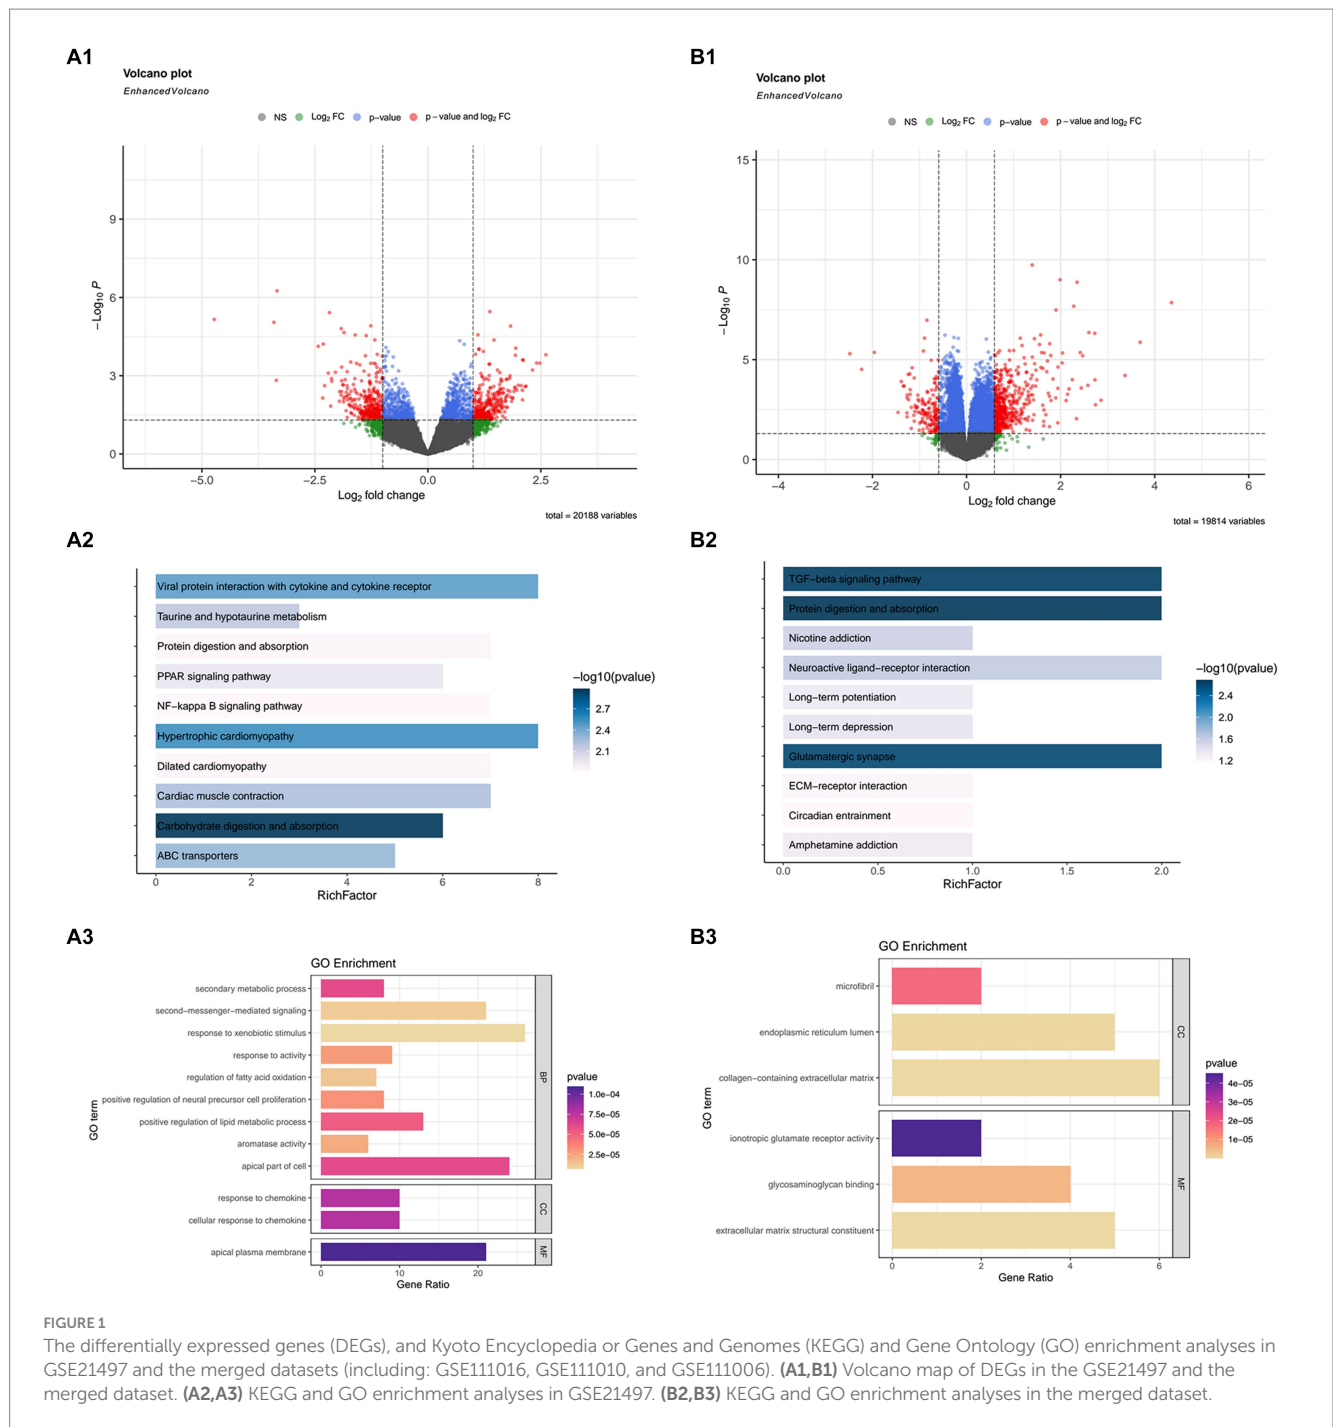 A1
Volcano plot
EnhancedVolcano
NS Log2 FC p−value p − value and log2 FC
−Log10 P
9
6
3
0
−5.0 −2.5 0.0 2.5
Log2 fold change
total = 20188 variables
B1
Volcano plot
EnhancedVolcano
NS Log2 FC p−value p − value and log2 FC
−Log10 P
15
10
5
0
−4 −2 0 2 4 6
Log2 fold change
total = 19814 variables
A2
Viral protein interaction with cytokine and cytokine receptor
Taurine and hypotaurine metabolism
Protein digestion and absorption
PPAR signaling pathway
NF−kappa B signaling pathway
Hypertrophic cardiomyopathy
Dilated cardiomyopathy
Cardiac muscle contraction
Carbohydrate digestion and absorption
ABC transporters
0 2 4 6 8
RichFactor
−log10(pvalue)
2.7
2.4
2.1
B2
TGF−beta signaling pathway
Protein digestion and absorption
Nicotine addiction
Neuroactive ligand−receptor interaction
Long−term potentiation
Long−term depression
Glutamatergic synapse
ECM−receptor interaction
Circadian entrainment
Amphetamine addiction
0.0 0.5 1.0 1.5 2.0
RichFactor
−log10(pvalue)
2.4
2.0
1.6
1.2
A3
GO Enrichment
GO term
secondary metabolic process
second−messenger−mediated signaling
response to xenobiotic stimulus
response to activity
regulation of fatty acid oxidation
positive regulation of neural precursor cell proliferation
positive regulation of lipid metabolic process
aromatase activity
apical part of cell
BP
response to chemokine
cellular response to chemokine
CC
apical plasma membrane
MF
0 10 20
Gene Ratio
pvalue
1.0e−04
7.5e−05
5.0e−05
2.5e−05
B3
GO Enrichment
GO term
microfibril
endoplasmic reticulum lumen
collagen−containing extracellular matrix
CC
ionotropic glutamate receptor activity
glycosaminoglycan binding
extracellular matrix structural constituent
MF
0 2 4 6
Gene Ratio
pvalue
4e−05
3e−05
2e−05
1e−05
FIGURE 1
The differentially expressed genes (DEGs), and Kyoto Encyclopedia or Genes and Genomes (KEGG) and Gene Ontology (GO) enrichment analyses in
GSE21497 and the merged datasets (including: GSE111016, GSE111010, and GSE111006). (A1,B1) Volcano map of DEGs in the GSE21497 and the
merged dataset. (A2,A3) KEGG and GO enrichment analyses in GSE21497. (B2,B3) KEGG and GO enrichment analyses in the merged dataset.